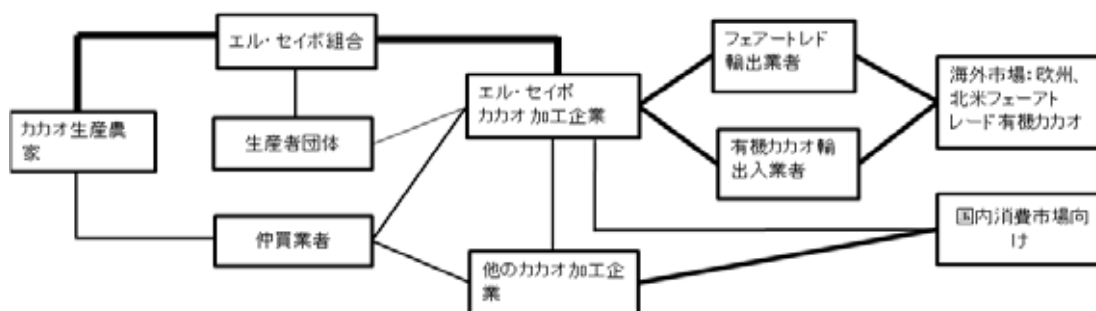 エル・セイボ組合
フェアートレド
輸出業者
海外市場:欧州、
北米フェーアト
レード有機カカオ
エル・セイボ
カカオ加工企業
カカオ生産農
家
生産者団体
有機カカオ輸
出入業者
仲買業者
国内消費市場向
け
他のカカオ加工企
業